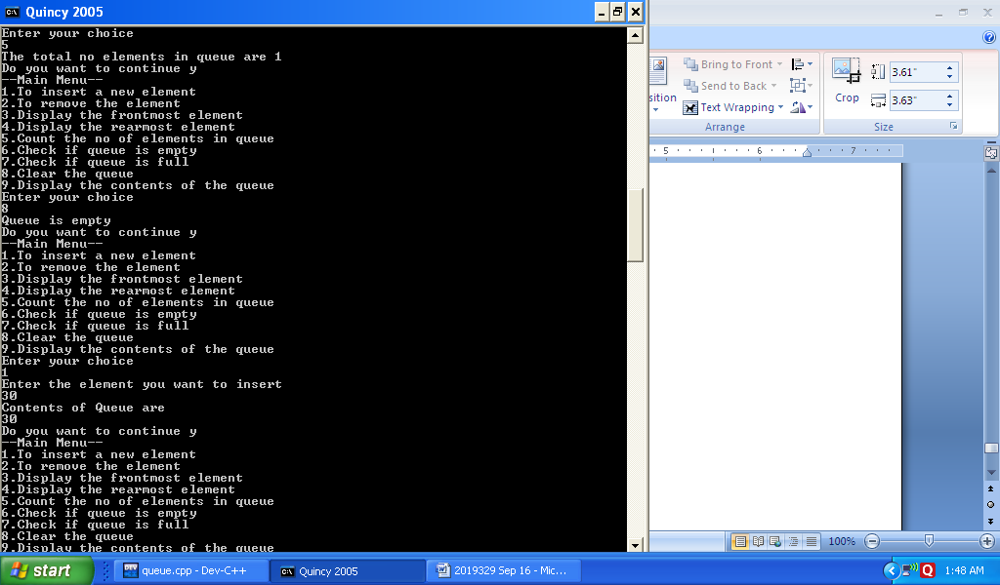 Quincy 2005
Enter your choice
5
The total no elements in queue are 1
Do you want to continue y
--Main Menu--
1.To insert a new element
2.To remove the element
3.Display the frontmost element
4.Display the rearmost element
5.Count the no of elements in queue
6.Check if queue is empty
7.Check if queue is full
8.Clear the queue
9.Display the contents of the queue
Enter your choice
8
Queue is empty
Do you want to continue y
--Main Menu--
1.To insert a new element
2.To remove the element
3.Display the frontmost element
4.Display the rearmost element
5.Count the no of elements in queue
6.Check if queue is empty
7.Check if queue is full
8.Clear the queue
9.Display the contents of the queue
Enter your choice
1
Enter the element you want to insert
30
Contents of Queue are
30
Do you want to continue y
--Main Menu--
1.To insert a new element
2.To remove the element
3.Display the frontmost element
4.Display the rearmost element
5.Count the no of elements in queue
6.Check if queue is empty
7.Check if queue is full
8.Clear the queue
9.Display the contents of the queue
sition
Bring to Front
Send to Back
Text Wrapping
Arrange
Crop
3.61"
3.63"
Size
5 6 7
100%
start
queue.cpp - Dev-C++
Quincy 2005
2019329 Sep 16 - Mic...
1:48 AM